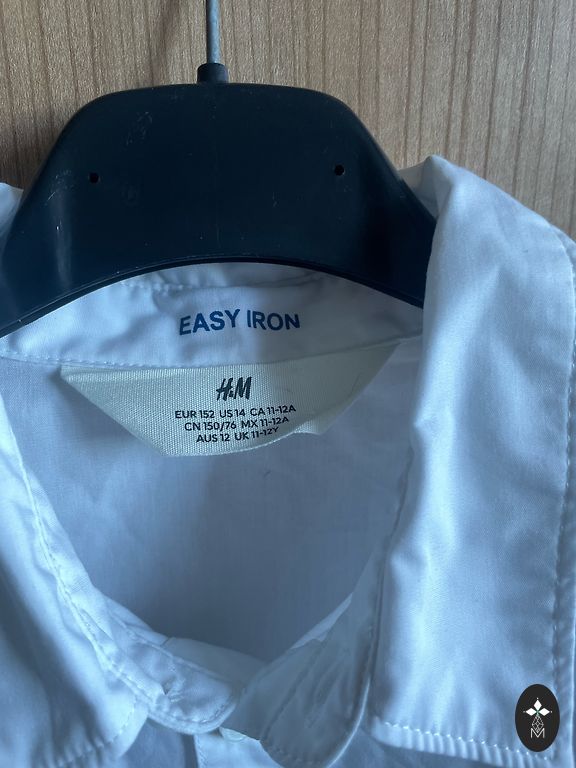 EASY IRON
H&M
EUR 152 US 14 CA 11-12A
CN 150/76 MX 11-12A
AUS 12 UK 11-12Y